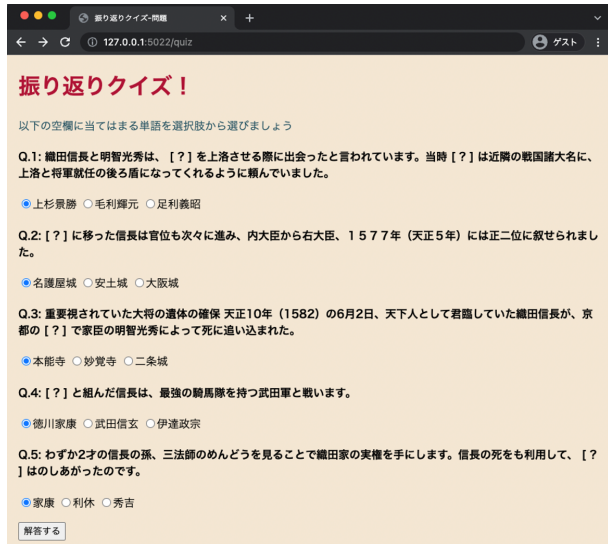 振り返りクイズ-問題
127.0.0.1:5022/quiz
ゲスト
振り返りクイズ！
以下の空欄に当てはまる単語を選択肢から選びましょう
Q.1: 織田信長と明智光秀は、 [ ? ] を上洛させる際に出会ったと言われています。当時 [ ? ] は近隣の戦国諸大名に、
上洛と将軍就任の後ろ盾になってくれるように頼んでいました。
上杉景勝 毛利輝元 足利義昭
Q.2: [ ? ] に移った信長は官位も次々に進み、内大臣から右大臣、１５７７年（天正５年）には正二位に叙せられまし
た。
名護屋城 安土城 大阪城
Q.3: 重要視されていた大将の遺体の確保 天正10年（1582）の6月2日、天下人として君臨していた織田信長が、京
都の [ ? ] で家臣の明智光秀によって死に追い込まれた。
本能寺 妙覚寺 二条城
Q.4: [ ? ] と組んだ信長は、最強の騎馬隊を持つ武田軍と戦います。
徳川家康 武田信玄 伊達政宗
Q.5: わずか2才の信長の孫、三法師のめんどうを見ることで織田家の実権を手にします。信長の死をも利用して、 [ ?
] はのしあがったのです。
家康 利休 秀吉
解答する